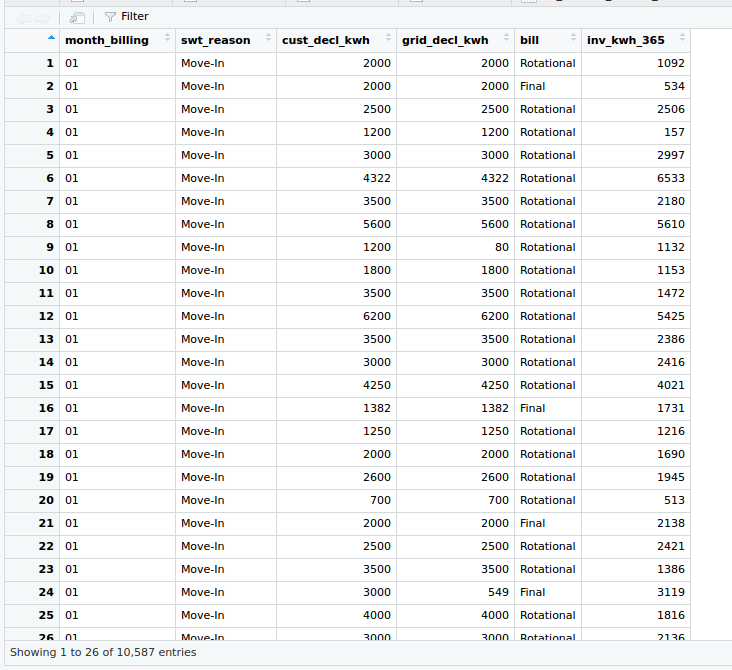 Filter
month_billing swt_reason cust_decl_kwh grid_decl_kwh bill inv_kwh_365
1 01 Move-In 2000 2000 Rotational 1092
2 01 Move-In 2000 2000 Final 534
3 01 Move-In 2500 2500 Rotational 2506
4 01 Move-In 1200 1200 Rotational 157
5 01 Move-In 3000 3000 Rotational 2997
6 01 Move-In 4322 4322 Rotational 6533
7 01 Move-In 3500 3500 Rotational 2180
8 01 Move-In 5600 5600 Rotational 5610
9 01 Move-In 1200 80 Rotational 1132
10 01 Move-In 1800 1800 Rotational 1153
11 01 Move-In 3500 3500 Rotational 1472
12 01 Move-In 6200 6200 Rotational 5425
13 01 Move-In 3500 3500 Rotational 2386
14 01 Move-In 3000 3000 Rotational 2416
15 01 Move-In 4250 4250 Rotational 4021
16 01 Move-In 1382 1382 Final 1731
17 01 Move-In 1250 1250 Rotational 1216
18 01 Move-In 2000 2000 Rotational 1690
19 01 Move-In 2600 2600 Rotational 1945
20 01 Move-In 700 700 Rotational 513
21 01 Move-In 2000 2000 Final 2138
22 01 Move-In 2500 2500 Rotational 2421
23 01 Move-In 3500 3500 Rotational 1386
24 01 Move-In 3000 549 Final 3119
25 01 Move-In 4000 4000 Rotational 1816
26 01 Move-In 3000 3000 Rotational 2136
Showing 1 to 26 of 10,587 entries